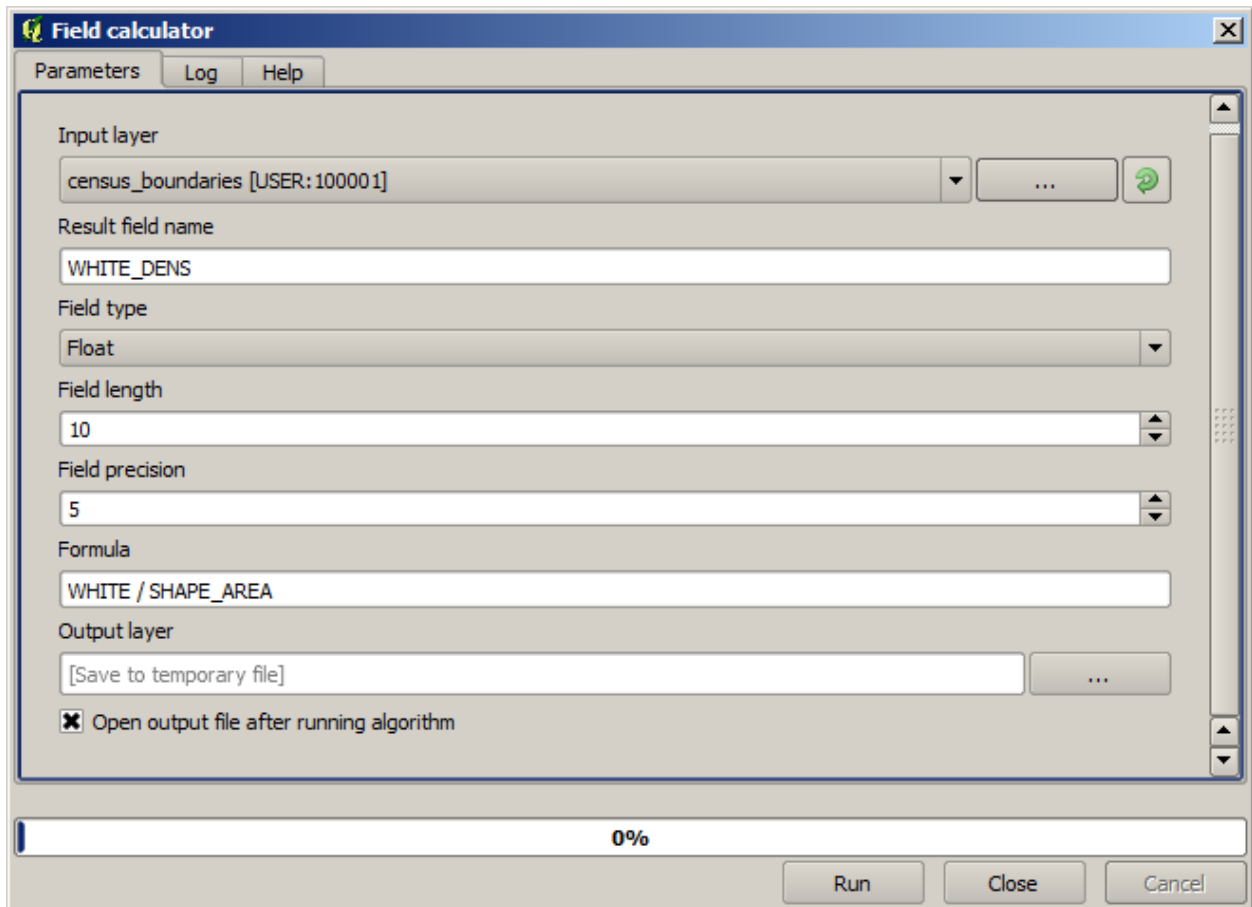 Field calculator
Parameters Log Help
Input layer
census_boundaries [USER:100001]
...
Result field name
WHITE_DENS
Field type
Float
Field length
10
Field precision
5
Formula
WHITE / SHAPE_AREA
Output layer
[Save to temporary file]
...
Open output file after running algorithm
0%
Run Close Cancel